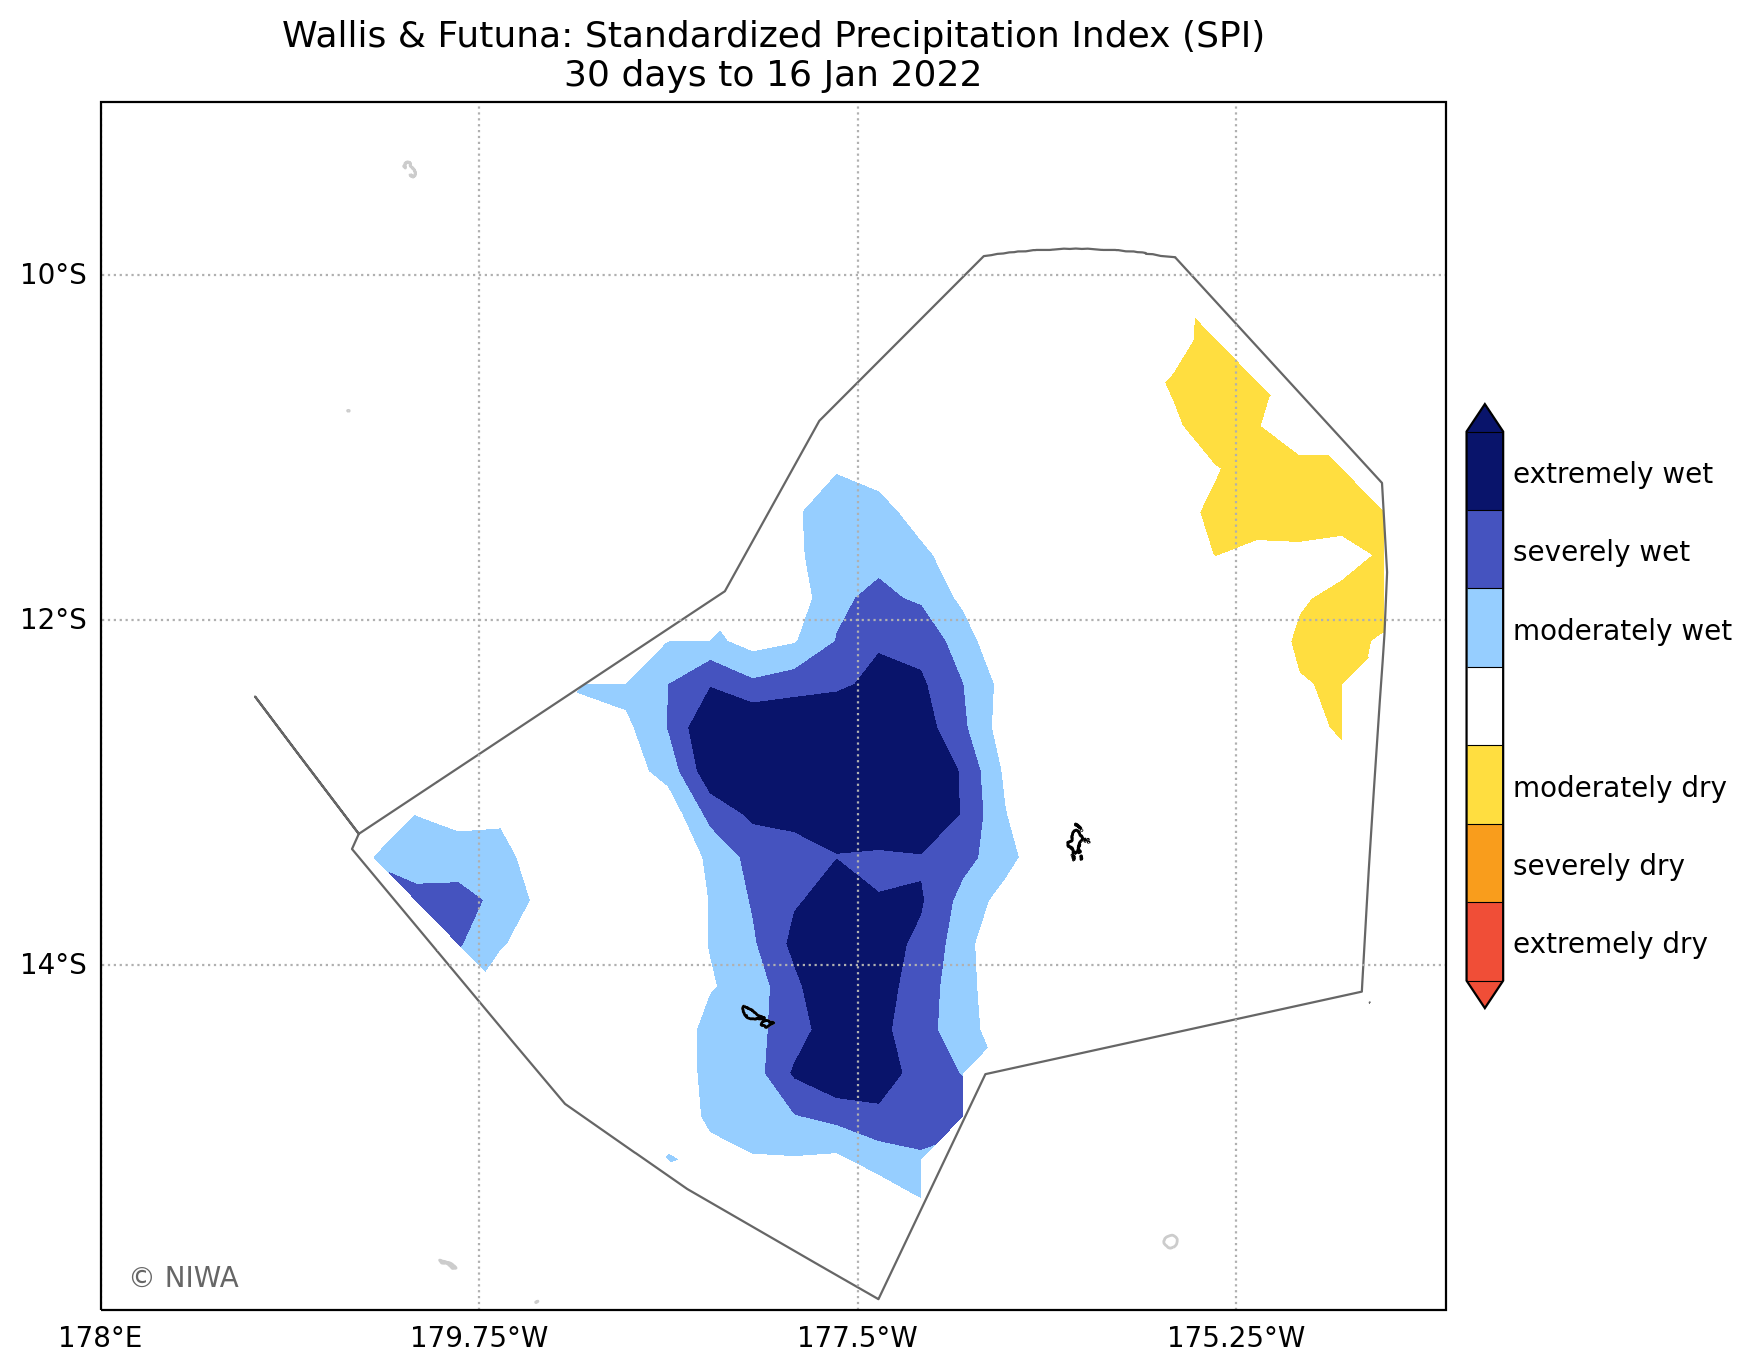 Wallis & Futuna: Standardized Precipitation Index (SPI)
30 days to 16 Jan 2022
10°S
12°S
14°S
178°E
179.75°W
177.5°W
175.25°W
extremely wet
severely wet
moderately wet
moderately dry
severely dry
extremely dry
© NIWA